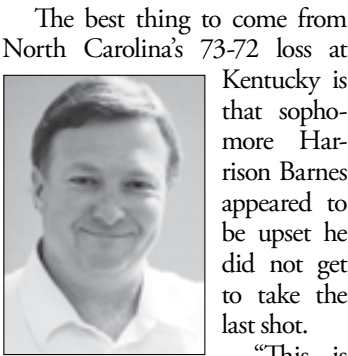 The best thing to come from
North Carolina's 73-72 loss at
Kentucky is
that sopho-
more Har-
rison Barnes
appeared to
be upset he
did not get
to take the
last shot.
"This is